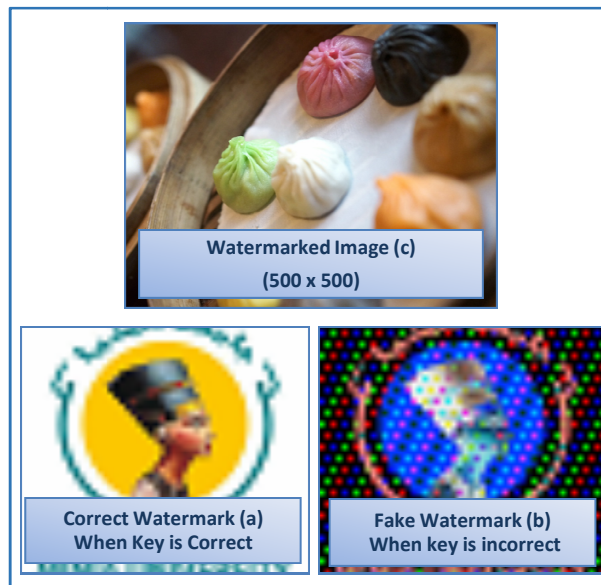 Watermarked Image (c)
(500 x 500)
Correct Watermark (a)
When Key is Correct
Fake Watermark (b)
When key is incorrect